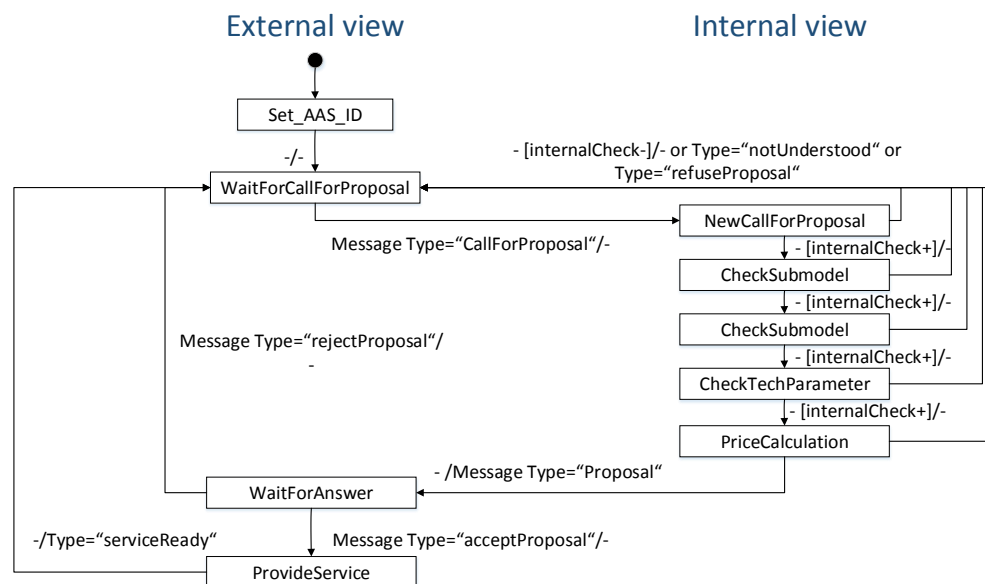 External view
Internal view
Set_AAS_ID
-/-
- [internalCheck-]/- or Type=“notUnderstood“ or
Type=“refuseProposal“
WaitForCallForProposal
NewCallForProposal
Message Type=“CallForProposal“/-
- [internalCheck+]/-
CheckSubmodel
- [internalCheck+]/-
CheckSubmodel
Message Type=“rejectProposal“/
-
- [internalCheck+]/-
CheckTechParameter
- [internalCheck+]/-
PriceCalculation
- /Message Type=“Proposal“
WaitForAnswer
-/Type=“serviceReady“
Message Type=“acceptProposal“/-
ProvideService